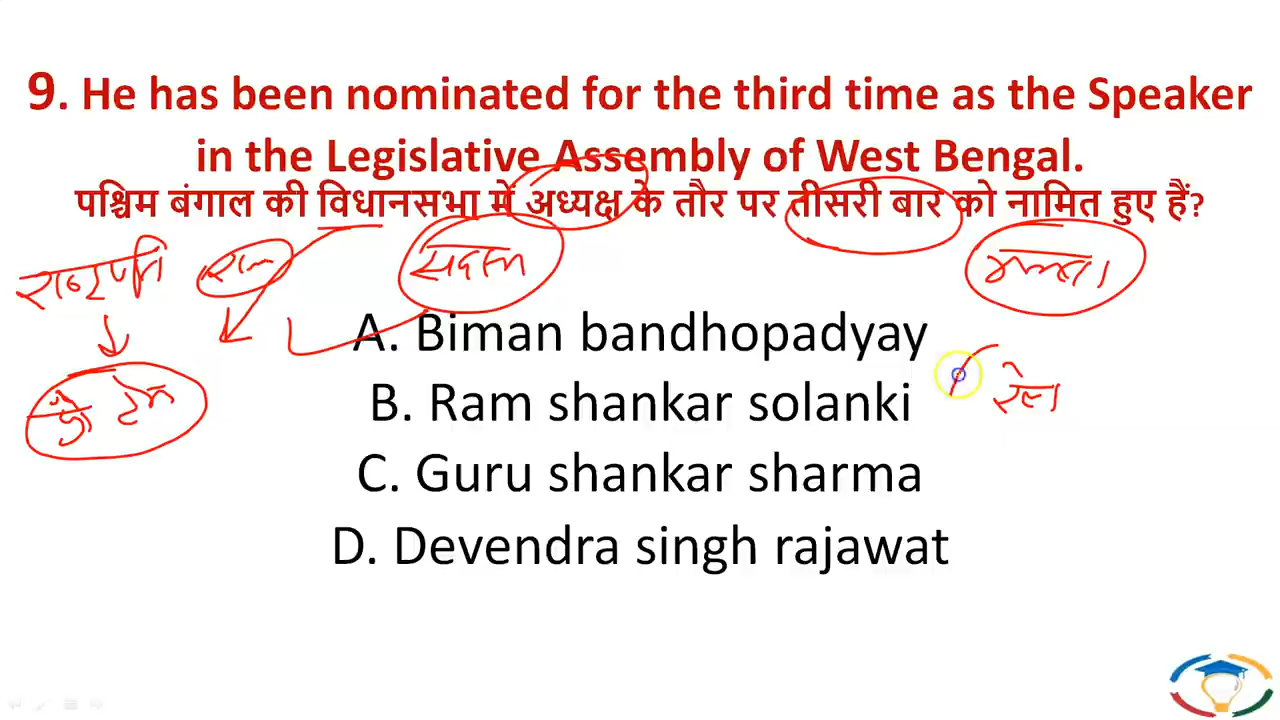 9. He has been nominated for the third time as the Speaker
in the Legislative Assembly of West Bengal.
पश्चिम बंगाल की विधानसभा में अध्यक्ष के तौर पर तीसरी बार को नामित हुए हैं?
राष्ट्रपति सदस्य
A. Biman bandhopadyay
B. Ram shankar solanki
C. Guru shankar sharma
D. Devendra singh rajawat